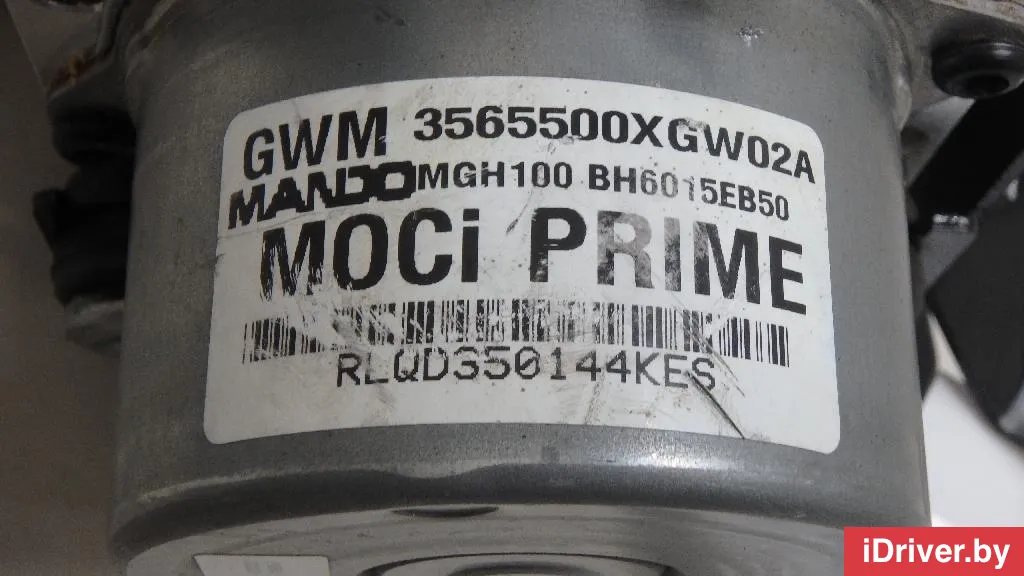 GWM 3565500XGW02A
MANDO MGH100 BH6015EB50
MOCi PRIME
RLQD350144KES
iDriver.by